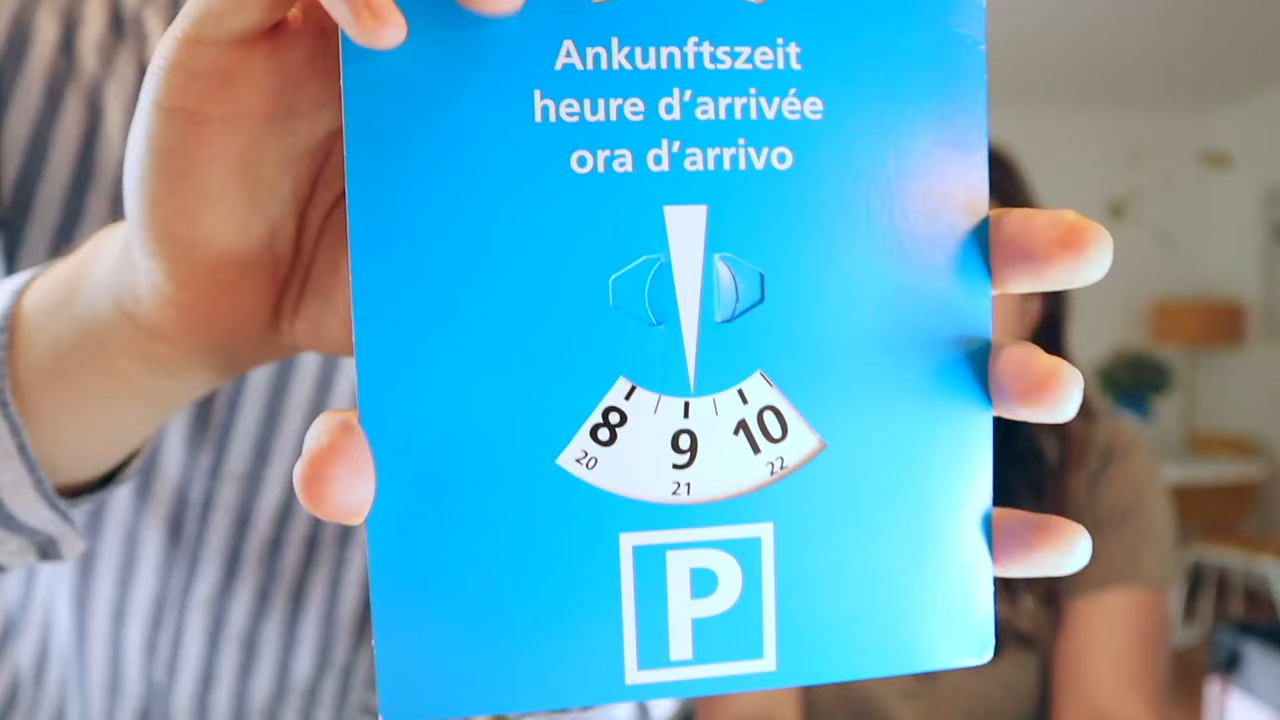 Ankunftszeit
heure d’arrivée
ora d’arrivo
8 9 10
20 21 22
P